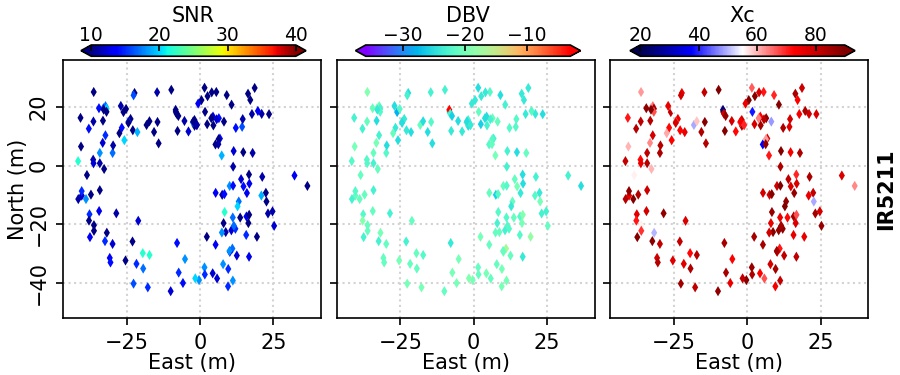 SNR DBV Xc
10 20 30 40 −30 −20 −10 20 40 60 80
North (m)
20
0
−20
−40
−25 0 25 −25 0 25 −25 0 25
East (m) East (m) East (m)
IR5211